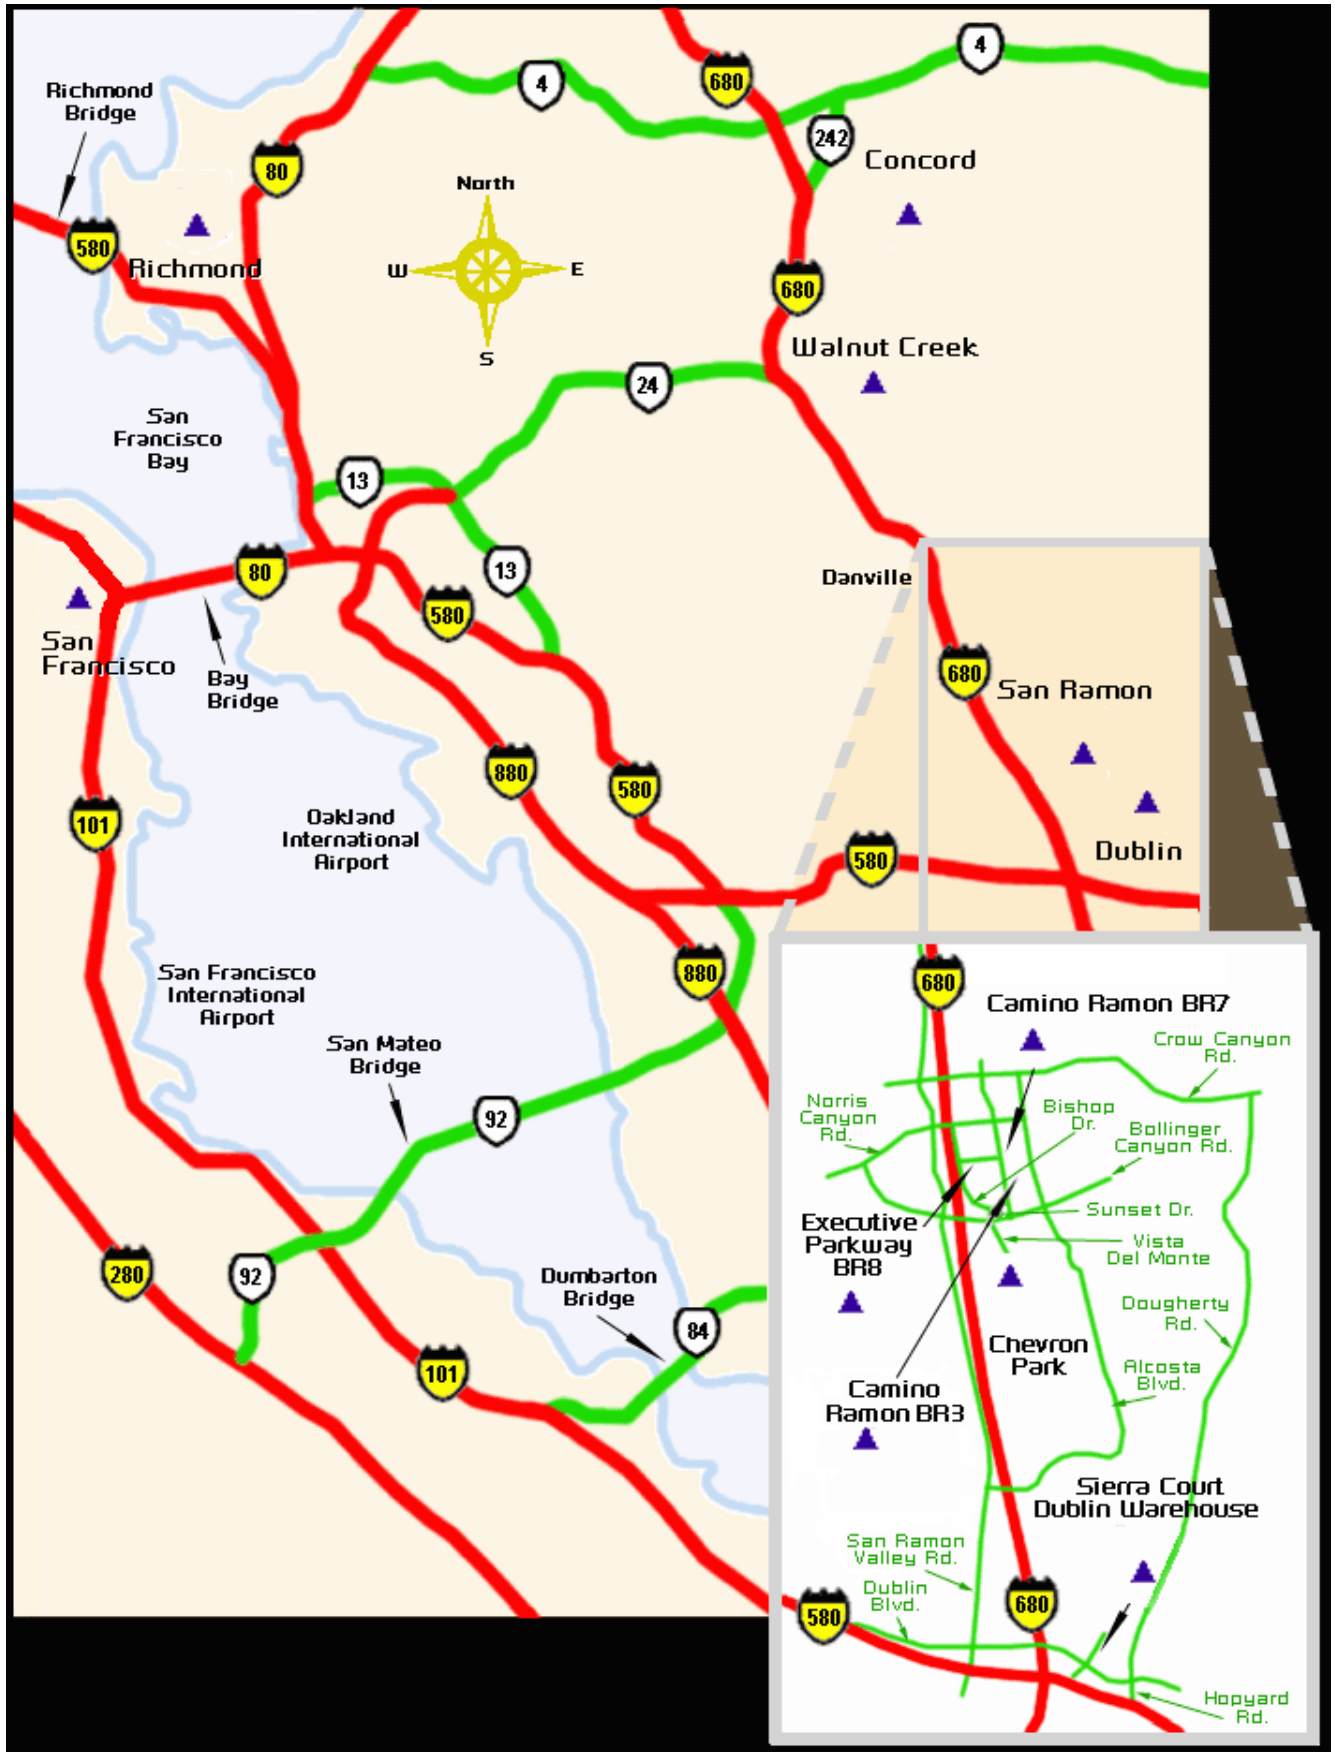 4
680
4
Richmond
Bridge
242
Concord
80
North
580
Richmond
W
E
680
S
Walnut Creek
24
San
Francisco
Bay
13
80
13
Danville
580
San
Francisco
Bay
Bridge
680
San Ramon
880
580
101
Oakland
International
Airport
580
Dublin
San Francisco
International
Airport
880
San Mateo
Bridge
92
92
280
Dumbarton
Bridge
84
101
680
Camino Ramon BR7
Crow Canyon
Rd.
Norris
Canyon
Rd.
Bishop
Dr.
Bollinger
Canyon Rd.
Executive
Parkway
BR8
Sunset Dr.
Vista
Del Monte
Dougherty
Rd.
Chevron
Park
Alcosta
Blvd.
Camino
Ramon BR3
Sierra Court
Dublin Warehouse
San Ramon
Valley Rd.
Dublin
Blvd.
580
680
Hopyard
Rd.